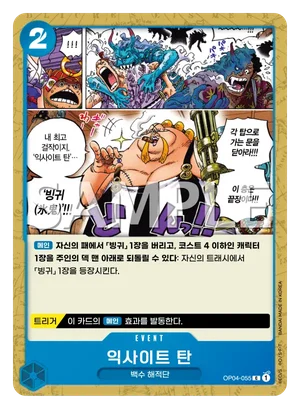 2
!!!
!!!
내 최고
걸작이지,
'익사이트 탄'…
각 탑으로
가는 문을
닫아라!!!
'빙귀
(氷鬼)'!!!
이 층은
끝장이다!!!
SAMPLE
메인 자신의 패에서 「빙귀」 1장을 버리고, 코스트 4 이하인 캐릭터
1장을 주인의 덱 맨 아래로 되돌릴 수 있다: 자신의 트래시에서
「빙귀」 1장을 등장시킨다.
트리거 이 카드의 메인 효과를 발동한다.
EVENT
익사이트 탄
백수 해적단
OP04-055 C 1